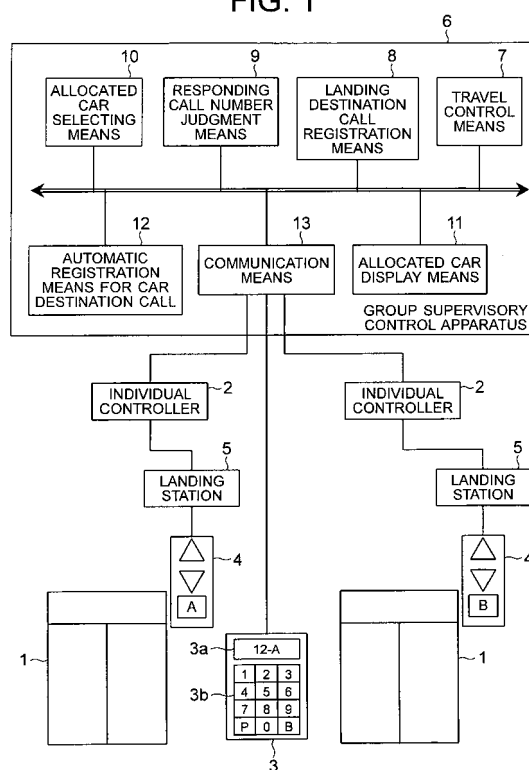 FIG. 1
6
10
9
8
7
ALLOCATED
CAR
SELECTING
MEANS
RESPONDING
CALL NUMBER
JUDGMENT
MEANS
LANDING
DESTINATION
CALL
REGISTRATION
MEANS
TRAVEL
CONTROL
MEANS
12
13
11
AUTOMATIC
REGISTRATION
MEANS FOR CAR
DESTINATION CALL
COMMUNICATION
MEANS
ALLOCATED CAR
DISPLAY MEANS
GROUP SUPERVISORY
CONTROL APPARATUS
2
2
INDIVIDUAL
CONTROLLER
INDIVIDUAL
CONTROLLER
5
5
LANDING
STATION
LANDING
STATION
4
4
A
B
1
3a
12-A
1
3b
1 2 3
4 5 6
7 8 9
P 0 B
3